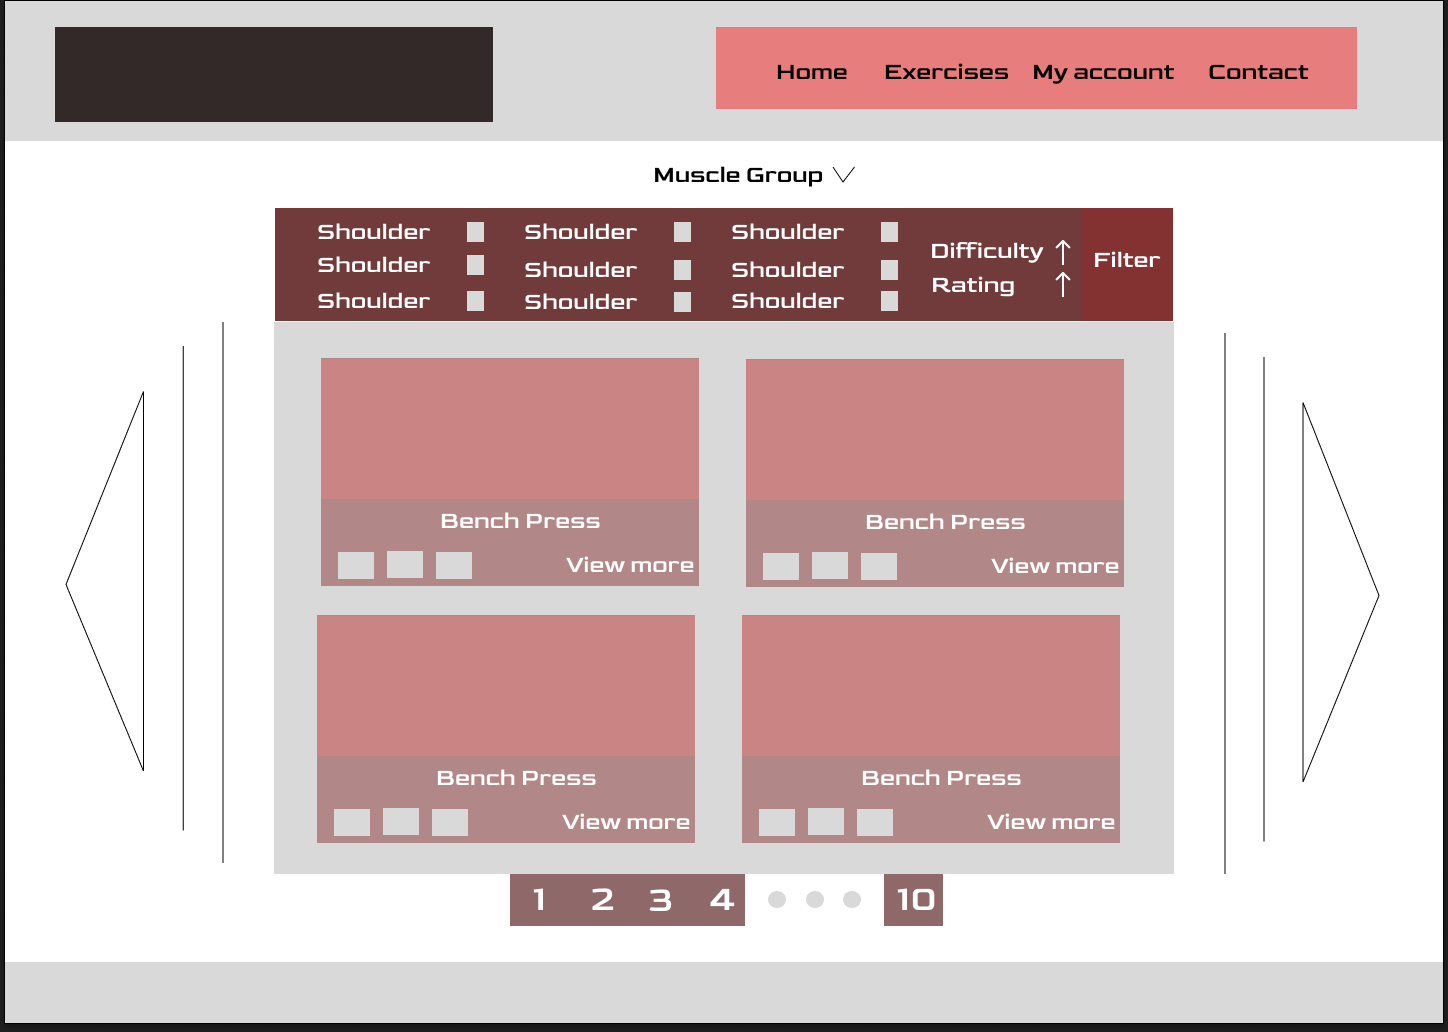 Home Exercises My account Contact
Muscle Group
Shoulder Shoulder Shoulder
Shoulder Shoulder Shoulder
Shoulder Shoulder Shoulder
Difficulty
Rating
Filter
Bench Press
View more
Bench Press
View more
Bench Press
View more
Bench Press
View more
1 2 3 4 10